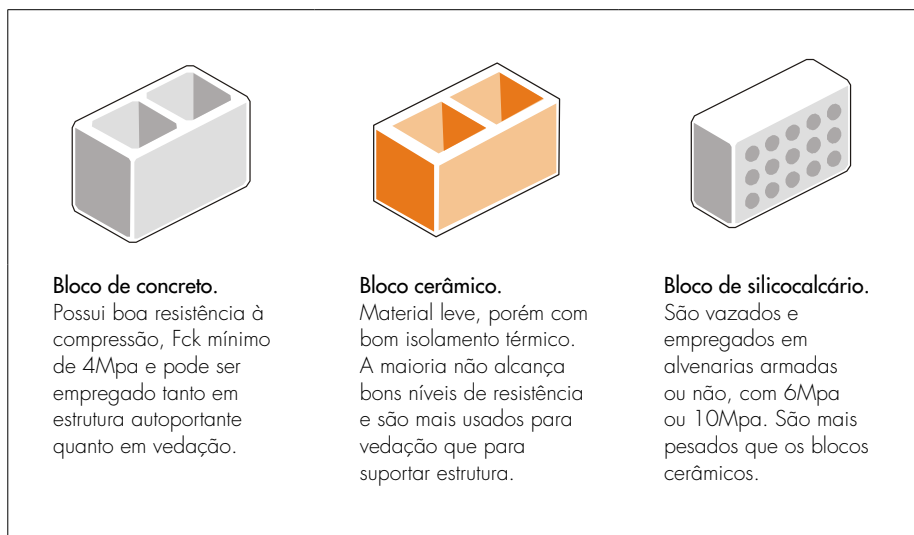 Bloco de concreto.
Possui boa resistência à
compressão, Fck mínimo
de 4Mpa e pode ser
empregado tanto em
estrutura autoportante
quanto em vedação.
Bloco cerâmico.
Material leve, porém com
bom isolamento térmico.
A maioria não alcança
bons níveis de resistência
e são mais usados para
vedação que para
suportar estrutura.
Bloco de silicocalcário.
São vazados e
empregados em
alvenarias armadas
ou não, com 6Mpa
ou 10Mpa. São mais
pesados que os blocos
cerâmicos.